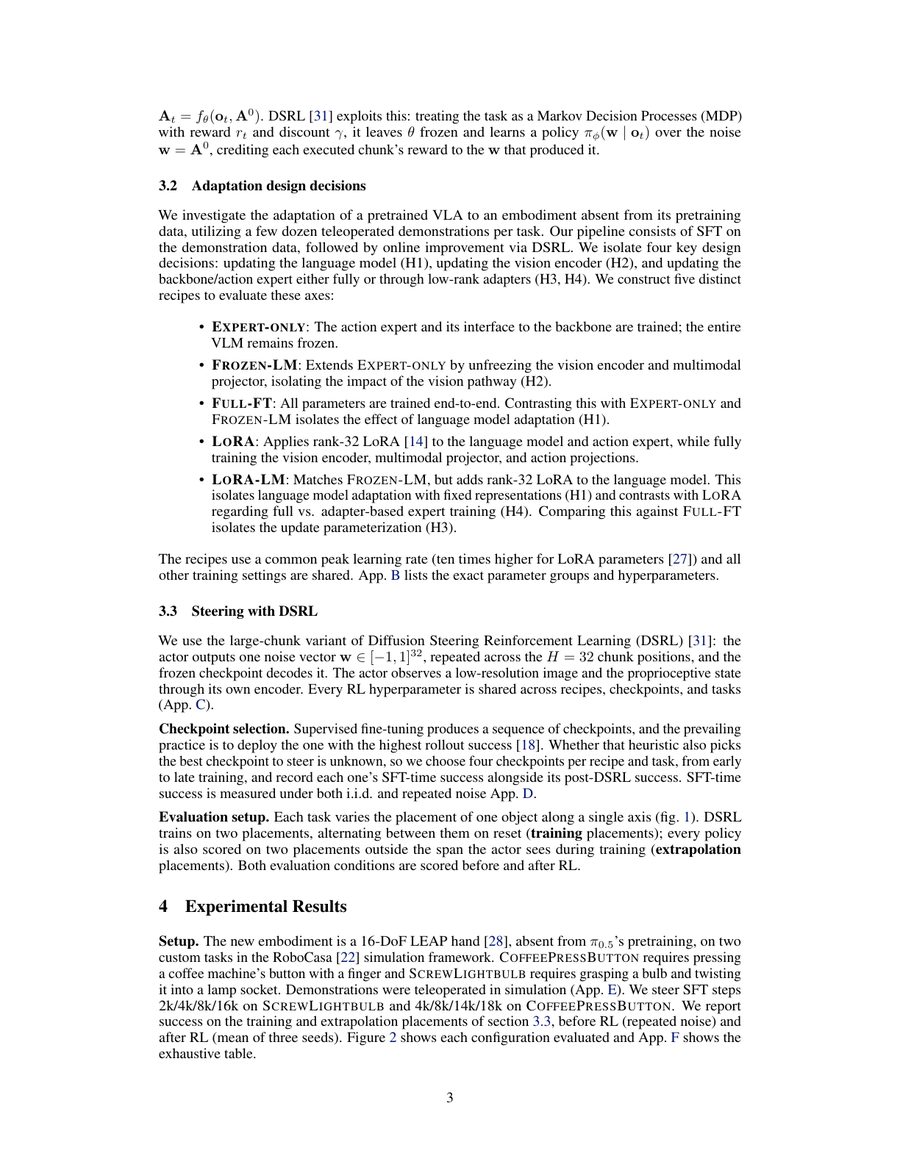 A_t = f_θ(o_t, A^0). DSRL [31] exploits this: treating the task as a Markov Decision Processes (MDP)
with reward r_t and discount γ, it leaves θ frozen and learns a policy π_ϕ(w | o_t) over the noise
w = A^0, crediting each executed chunk's reward to the w that produced it.
3.2 Adaptation design decisions
We investigate the adaptation of a pretrained VLA to an embodiment absent from its pretraining
data, utilizing a few dozen teleoperated demonstrations per task. Our pipeline consists of SFT on
the demonstration data, followed by online improvement via DSRL. We isolate four key design
decisions: updating the language model (H1), updating the vision encoder (H2), and updating the
backbone/action expert either fully or through low-rank adapters (H3, H4). We construct five distinct
recipes to evaluate these axes:
• EXPERT-ONLY: The action expert and its interface to the backbone are trained; the entire
VLM remains frozen.
• FROZEN-LM: Extends EXPERT-ONLY by unfreezing the vision encoder and multimodal
projector, isolating the impact of the vision pathway (H2).
• FULL-FT: All parameters are trained end-to-end. Contrasting this with EXPERT-ONLY and
FROZEN-LM isolates the effect of language model adaptation (H1).
• LORA: Applies rank-32 LoRA [14] to the language model and action expert, while fully
training the vision encoder, multimodal projector, and action projections.
• LORA-LM: Matches FROZEN-LM, but adds rank-32 LoRA to the language model. This
isolates language model adaptation with fixed representations (H1) and contrasts with LORA
regarding full vs. adapter-based expert training (H4). Comparing this against FULL-FT
isolates the update parameterization (H3).
The recipes use a common peak learning rate (ten times higher for LoRA parameters [27]) and all
other training settings are shared. App. B lists the exact parameter groups and hyperparameters.
3.3 Steering with DSRL
We use the large-chunk variant of Diffusion Steering Reinforcement Learning (DSRL) [31]: the
actor outputs one noise vector w ∈ [−1, 1]^32, repeated across the H = 32 chunk positions, and the
frozen checkpoint decodes it. The actor observes a low-resolution image and the proprioceptive state
through its own encoder. Every RL hyperparameter is shared across recipes, checkpoints, and tasks
(App. C).
Checkpoint selection. Supervised fine-tuning produces a sequence of checkpoints, and the prevailing
practice is to deploy the one with the highest rollout success [18]. Whether that heuristic also picks
the best checkpoint to steer is unknown, so we choose four checkpoints per recipe and task, from early
to late training, and record each one's SFT-time success alongside its post-DSRL success. SFT-time
success is measured under both i.i.d. and repeated noise App. D.
Evaluation setup. Each task varies the placement of one object along a single axis (fig. 1). DSRL
trains on two placements, alternating between them on reset (training placements); every policy
is also scored on two placements outside the span the actor sees during training (extrapolation
placements). Both evaluation conditions are scored before and after RL.
4 Experimental Results
Setup. The new embodiment is a 16-DoF LEAP hand [28], absent from π_0.5's pretraining, on two
custom tasks in the RoboCasa [22] simulation framework. COFFEEPRESSBUTTON requires pressing
a coffee machine's button with a finger and SCREWLIGHTBULB requires grasping a bulb and twisting
it into a lamp socket. Demonstrations were teleoperated in simulation (App. E). We steer SFT steps
2k/4k/8k/16k on SCREWLIGHTBULB and 4k/8k/14k/18k on COFFEEPRESSBUTTON. We report
success on the training and extrapolation placements of section 3.3, before RL (repeated noise) and
after RL (mean of three seeds). Figure 2 shows each configuration evaluated and App. F shows the
exhaustive table.
3